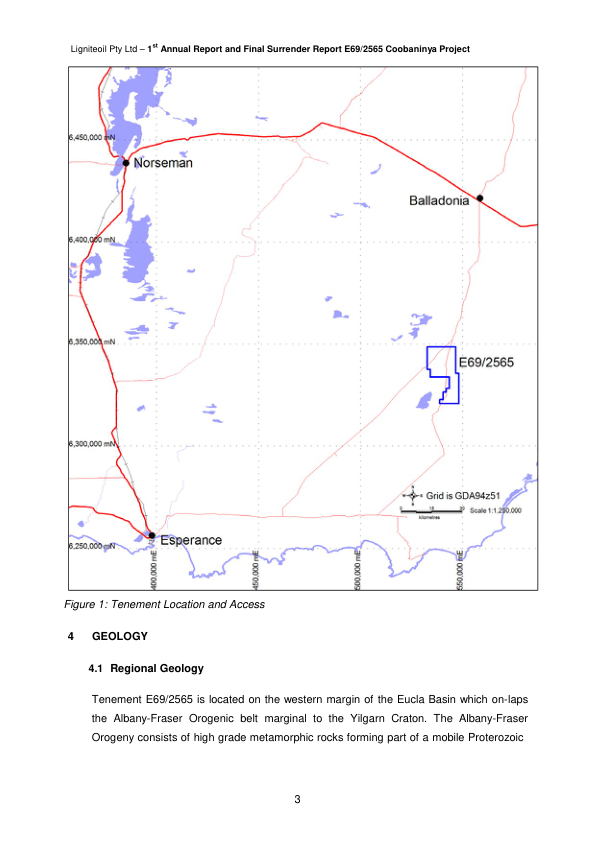 Ligniteoil Pty Ltd – 1st Annual Report and Final Surrender Report E69/2565 Coobaninya Project
6,450,000 mN
Norseman
Balladonia
6,400,000 mN
6,350,000 mN
E69/2565
6,300,000 mN
Grid is GDA94z51
Scale 1:1,250,000
kilometres
Esperance
6,250,000 mN
400,000 mE
450,000 mE
500,000 mE
550,000 mE
Figure 1: Tenement Location and Access
4 GEOLOGY
4.1 Regional Geology
Tenement E69/2565 is located on the western margin of the Eucla Basin which on-laps
the Albany-Fraser Orogenic belt marginal to the Yilgarn Craton. The Albany-Fraser
Orogeny consists of high grade metamorphic rocks forming part of a mobile Proterozoic
3